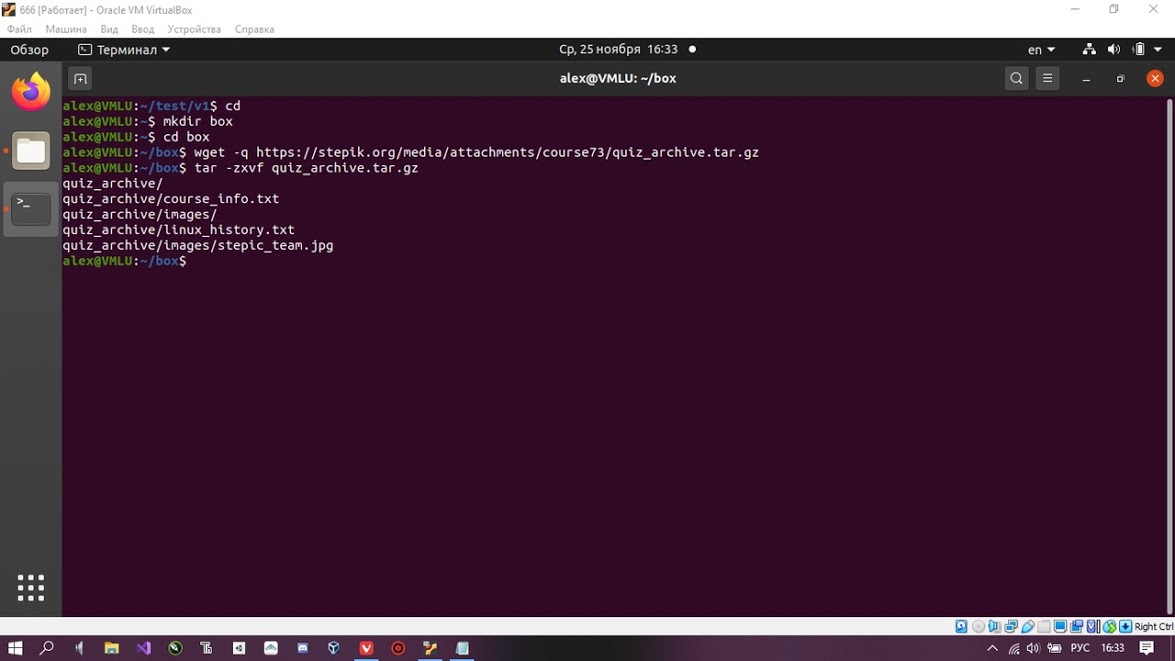 666 [Работает] - Oracle VM VirtualBox
Файл Машина Вид Ввод Устройства Справка
Обзор Терминал Ср, 25 ноября 16:33 en
alex@VMLU: ~/box
alex@VMLU:~/test/v1$ cd
alex@VMLU:~$ mkdir box
alex@VMLU:~$ cd box
alex@VMLU:~/box$ wget -q https://stepik.org/media/attachments/course73/quiz_archive.tar.gz
alex@VMLU:~/box$ tar -zxvf quiz_archive.tar.gz
quiz_archive/
quiz_archive/course_info.txt
quiz_archive/images/
quiz_archive/linux_history.txt
quiz_archive/images/stepic_team.jpg
alex@VMLU:~/box$
Right Ctrl
РУС 16:33